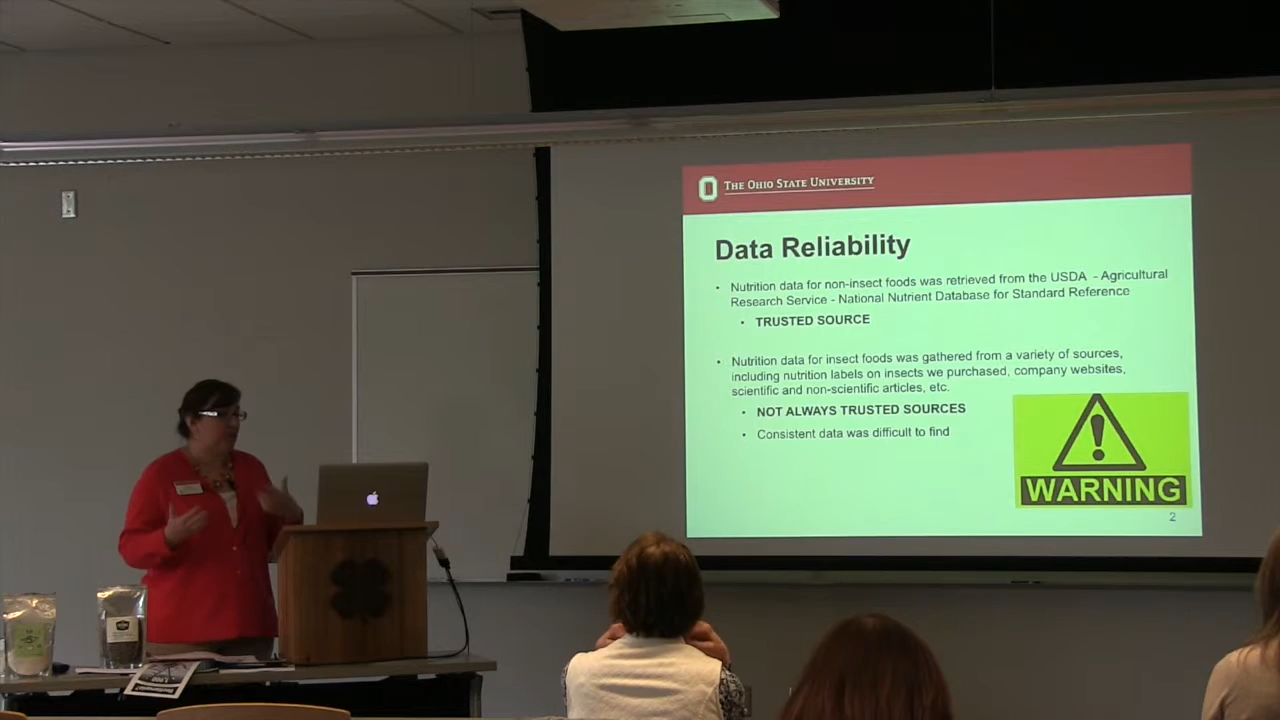 THE OHIO STATE UNIVERSITY
Data Reliability
• Nutrition data for non-insect foods was retrieved from the USDA - Agricultural
Research Service - National Nutrient Database for Standard Reference
• TRUSTED SOURCE
• Nutrition data for insect foods was gathered from a variety of sources,
including nutrition labels on insects we purchased, company websites,
scientific and non-scientific articles, etc.
• NOT ALWAYS TRUSTED SOURCES
• Consistent data was difficult to find
WARNING
2